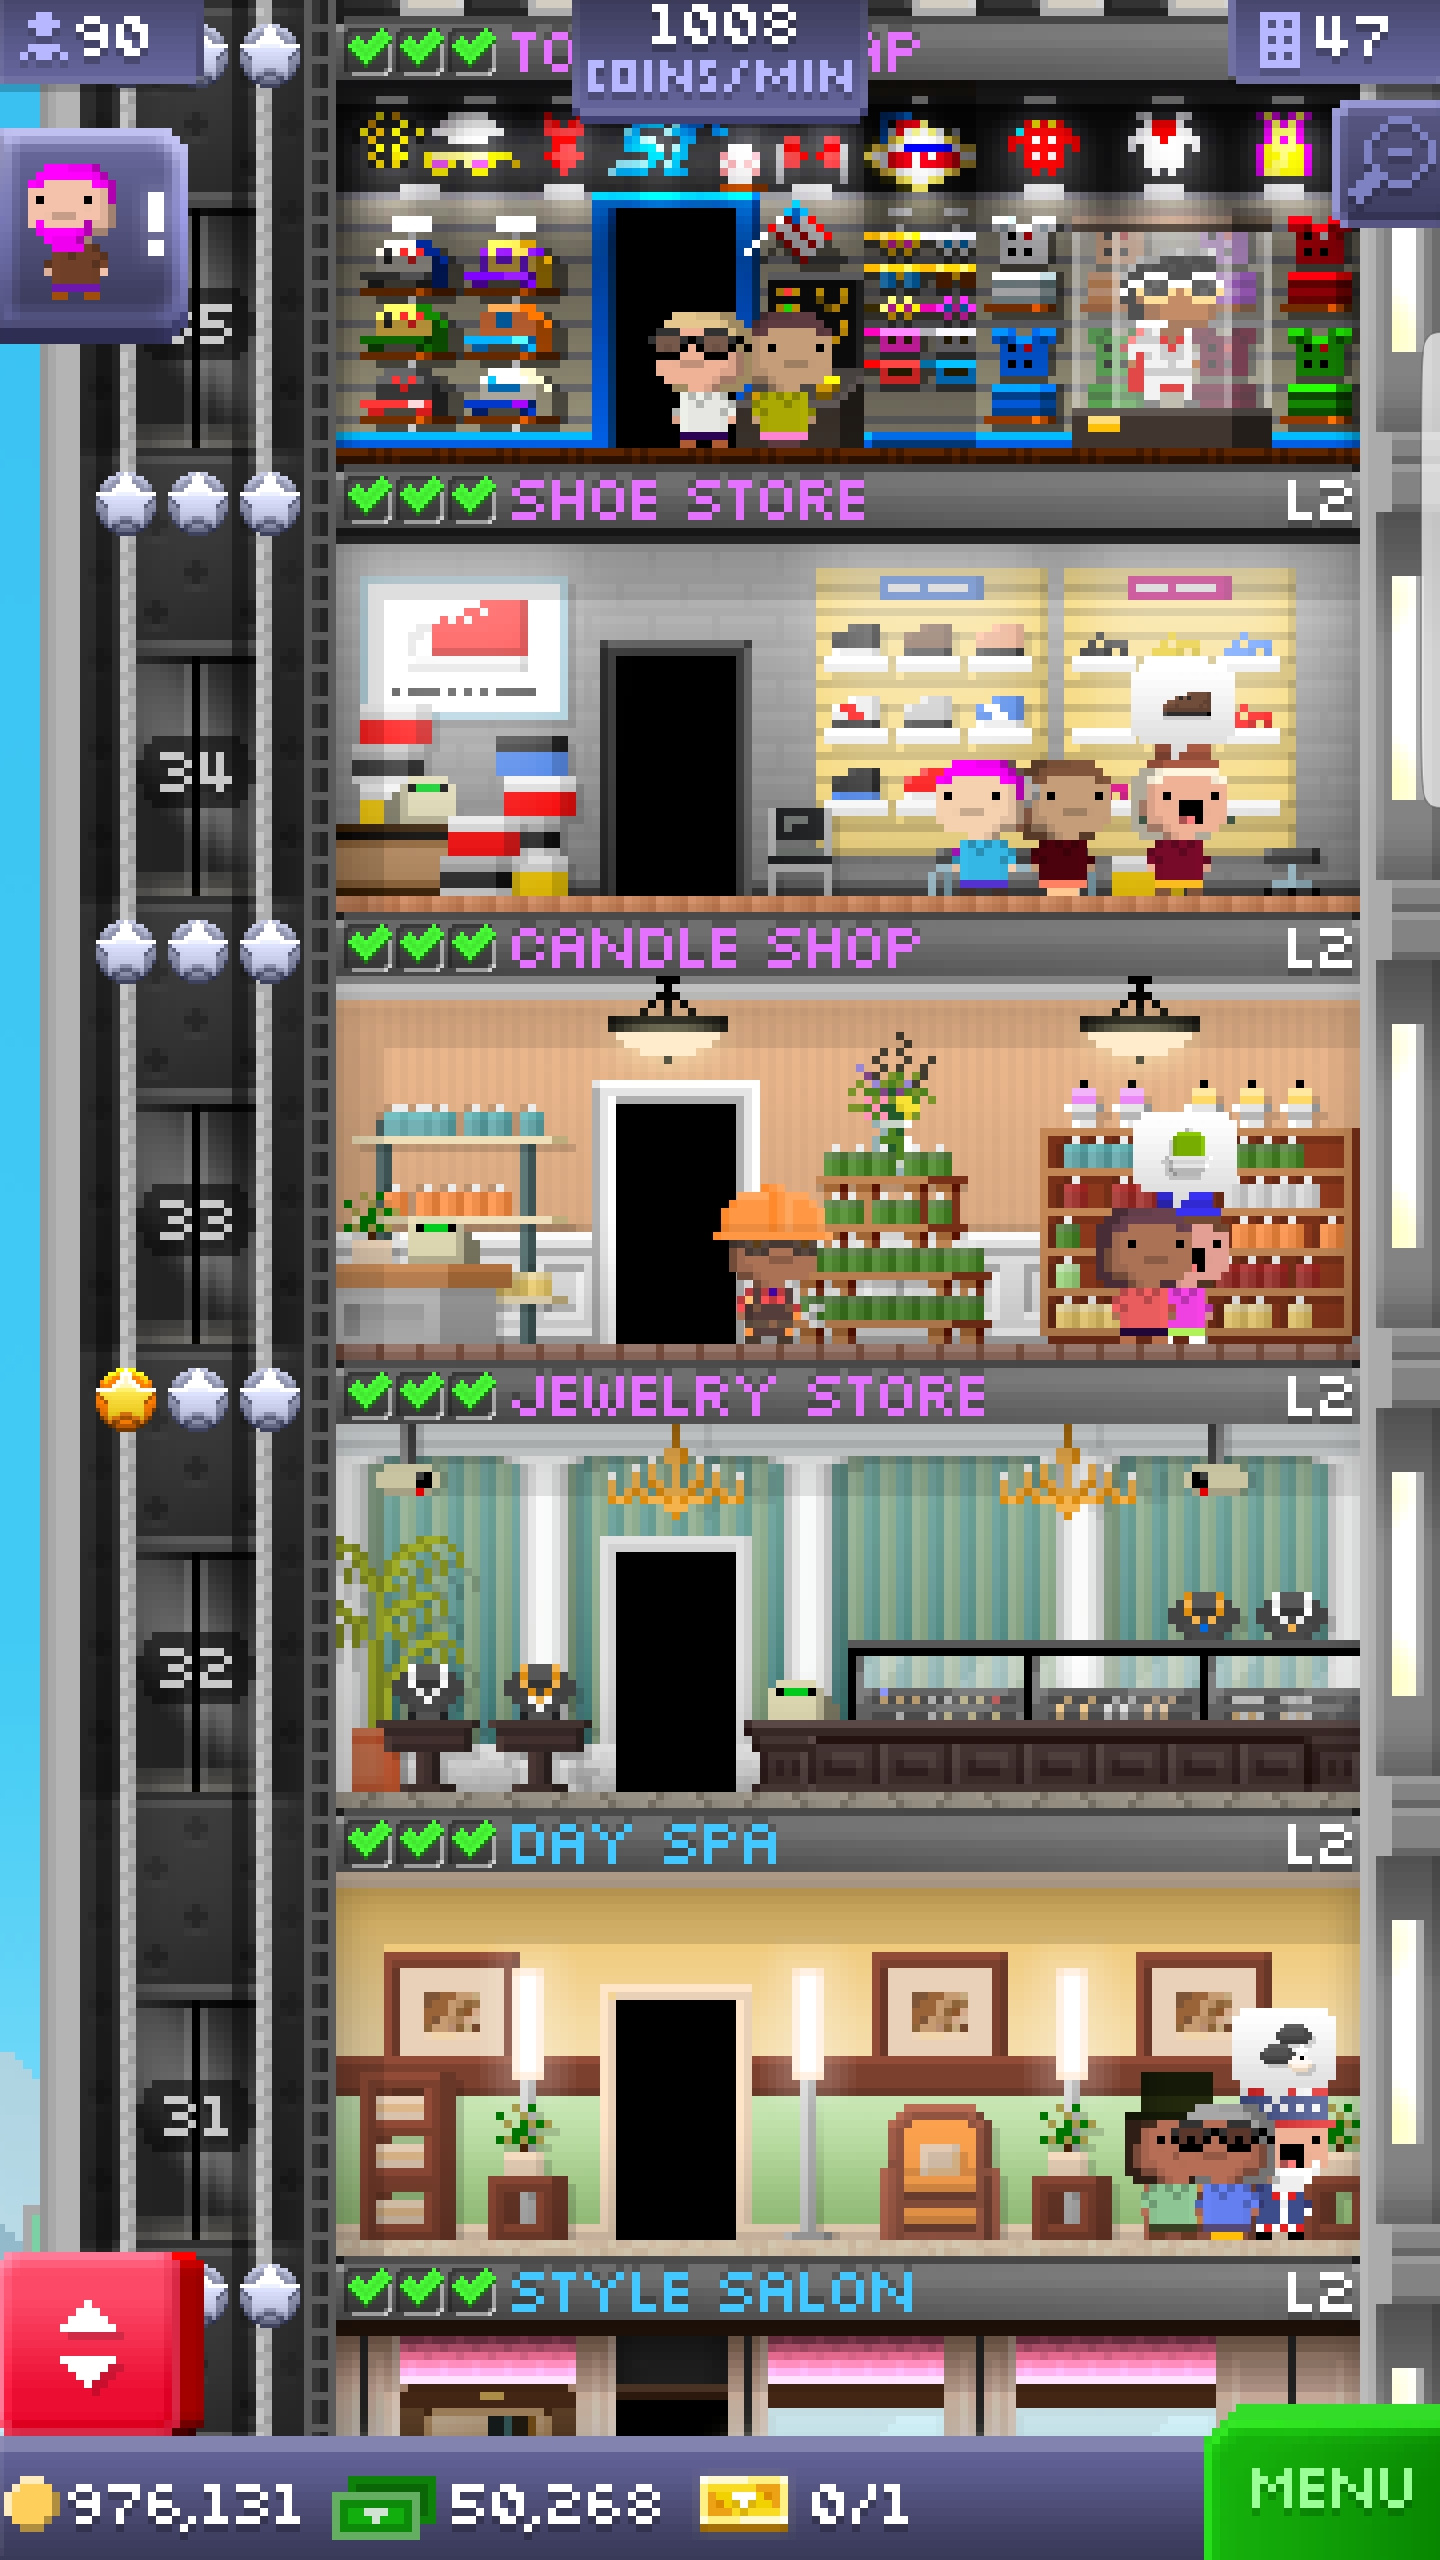 90
1008
COINS/MIN
47
!
SHOE STORE L2
34
CANDLE SHOP L2
33
JEWELRY STORE L2
32
DAY SPA L2
31
STYLE SALON L2
976,131 50,268 0/1
MENU